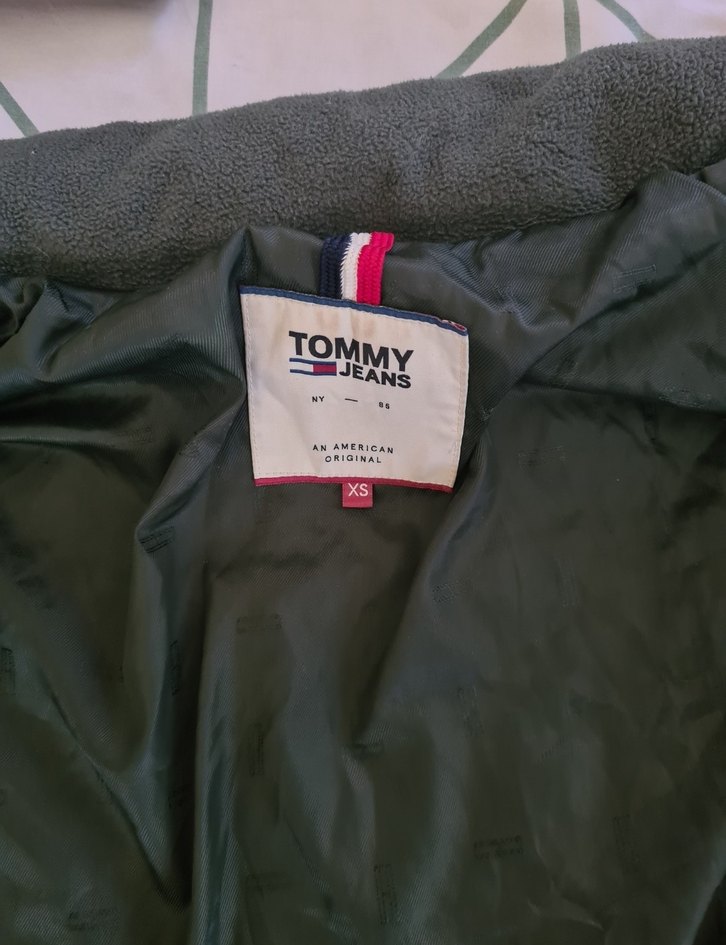 TOMMY
JEANS
NY — 85
AN AMERICAN
ORIGINAL
XS